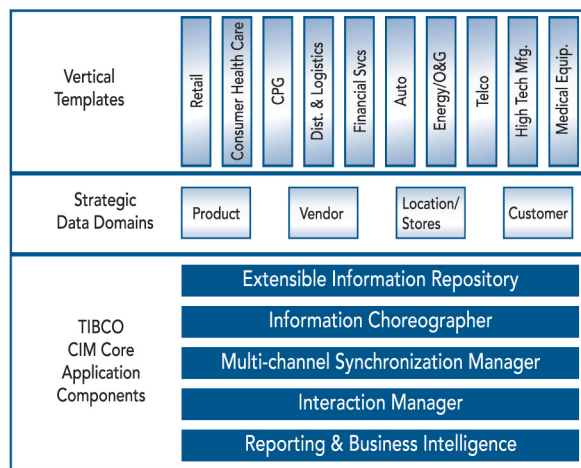 Vertical
Templates
Retail
Consumer Health Care
CPG
Dist. & Logistics
Financial Svcs
Auto
Energy/O&G
Telco
High Tech Mfg.
Medical Equip.
Strategic
Data Domains
Product
Vendor
Location/
Stores
Customer
TIBCO
CIM Core
Application
Components
Extensible Information Repository
Information Choreographer
Multi-channel Synchronization Manager
Interaction Manager
Reporting & Business Intelligence